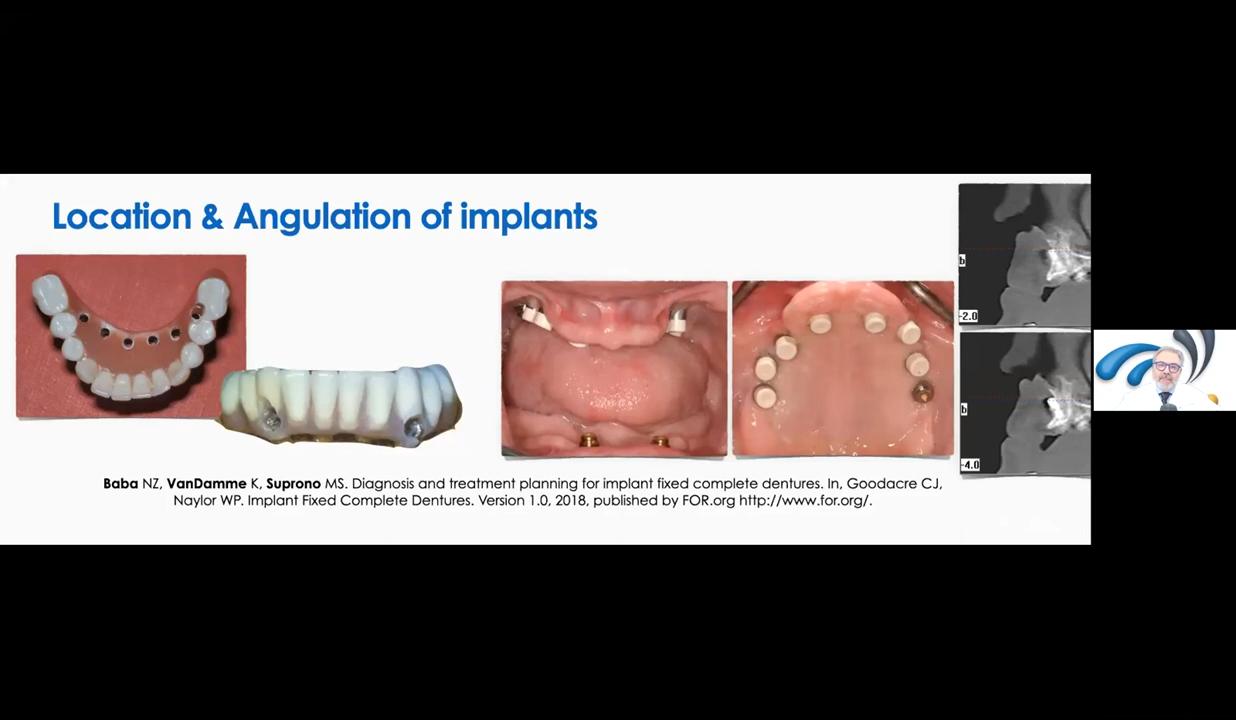 Location & Angulation of implants
b
-2.0
b
-4.0
Baba NZ, VanDamme K, Suprono MS. Diagnosis and treatment planning for implant fixed complete dentures. In, Goodacre CJ,
Naylor WP. Implant Fixed Complete Dentures. Version 1.0, 2018, published by FOR.org http://www.for.org/.